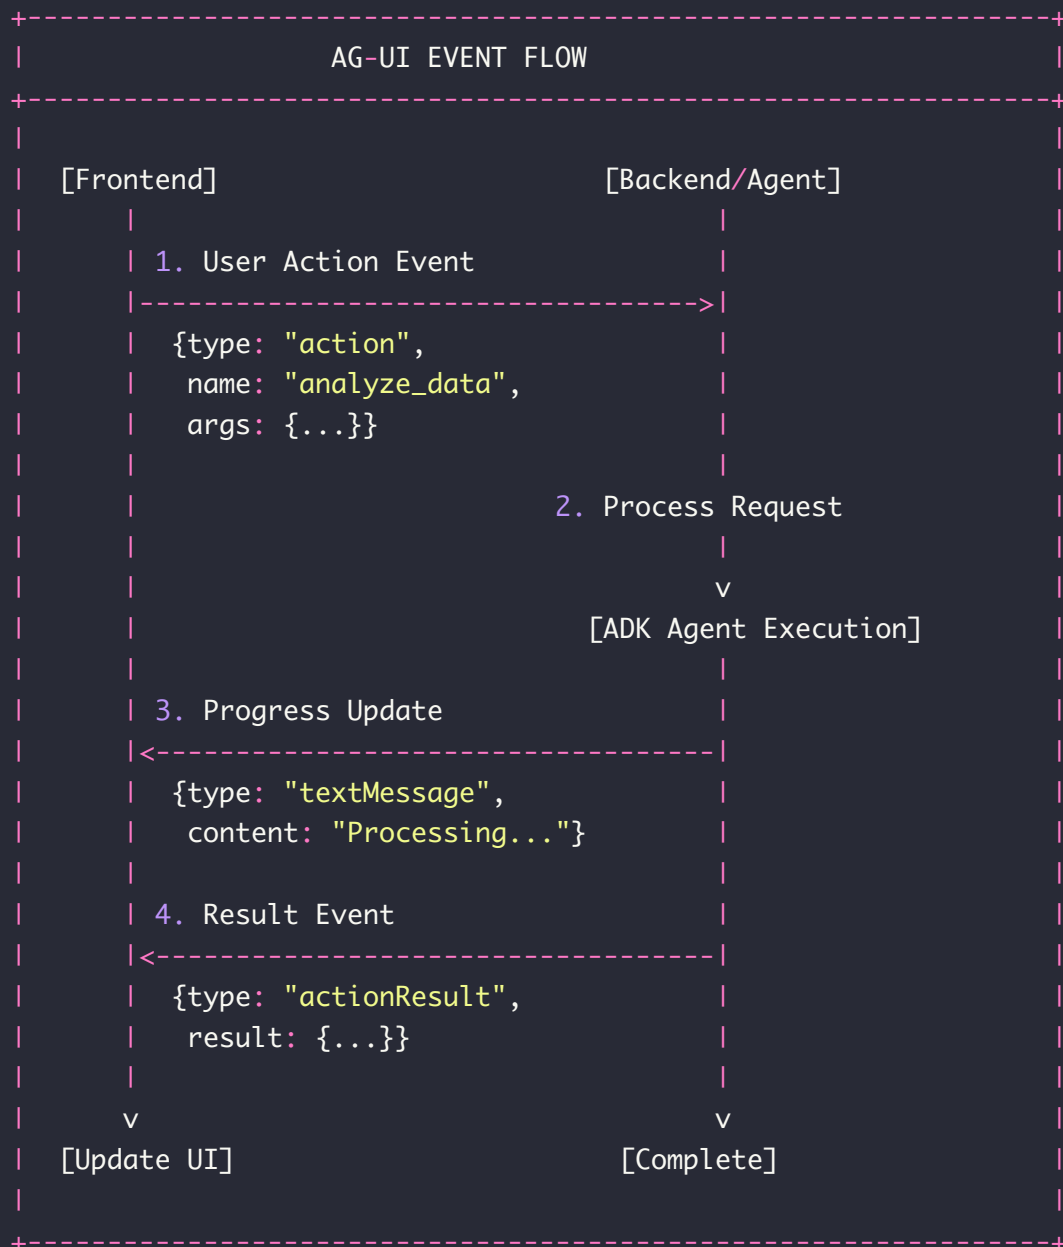 +----------------------------------------------------------------+
|                   AG-UI EVENT FLOW                             |
+----------------------------------------------------------------+
|                                                                |
|  [Frontend]                        [Backend/Agent]             |
|      |                                    |                    |
|      | 1. User Action Event               |                    |
|      |----------------------------------->|                    |
|      |  {type: "action",                  |                    |
|      |   name: "analyze_data",            |                    |
|      |   args: {...}}                     |                    |
|      |                                    |                    |
|      |                          2. Process Request             |
|      |                                    |                    |
|      |                                    v                    |
|      |                            [ADK Agent Execution]        |
|      |                                    |                    |
|      | 3. Progress Update                 |                    |
|      |<-----------------------------------|                    |
|      |  {type: "textMessage",             |                    |
|      |   content: "Processing..."}        |                    |
|      |                                    |                    |
|      | 4. Result Event                    |                    |
|      |<-----------------------------------|                    |
|      |  {type: "actionResult",            |                    |
|      |   result: {...}}                   |                    |
|      |                                    |                    |
|      v                                    v                    |
|  [Update UI]                        [Complete]                 |
|                                                                |
+----------------------------------------------------------------+